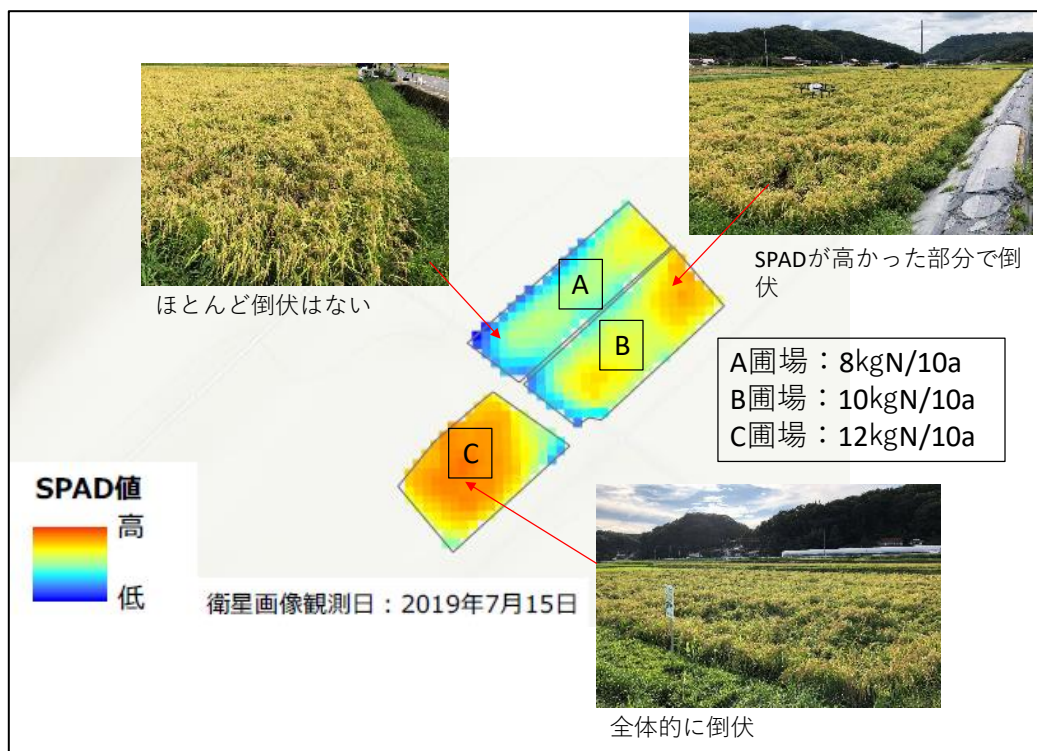 ほとんど倒伏はない
SPADが高かった部分で倒
伏
A
B
C
A圃場：8kgN/10a
B圃場：10kgN/10a
C圃場：12kgN/10a
SPAD値
高
低
衛星画像観測日：2019年7月15日
全体的に倒伏